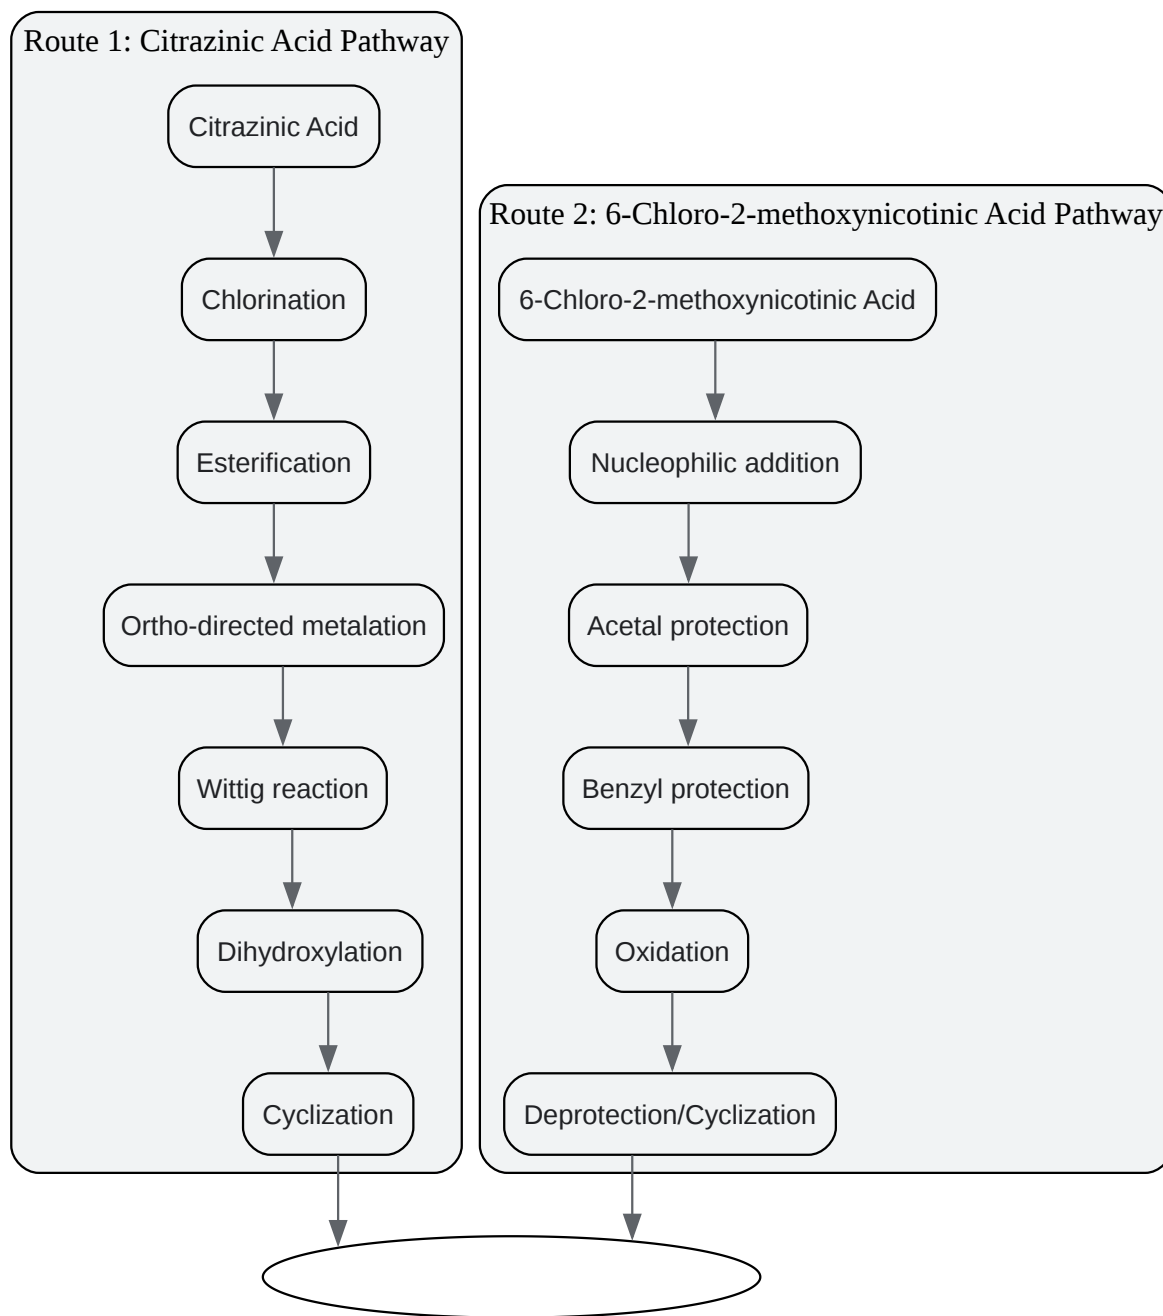 Route 1: Citrazinic Acid Pathway
Citrazinic Acid
Chlorination
Esterification
Ortho-directed metalation
Wittig reaction
Dihydroxylation
Cyclization
Route 2: 6-Chloro-2-methoxynicotinic Acid Pathway
6-Chloro-2-methoxynicotinic Acid
Nucleophilic addition
Acetal protection
Benzyl protection
Oxidation
Deprotection/Cyclization